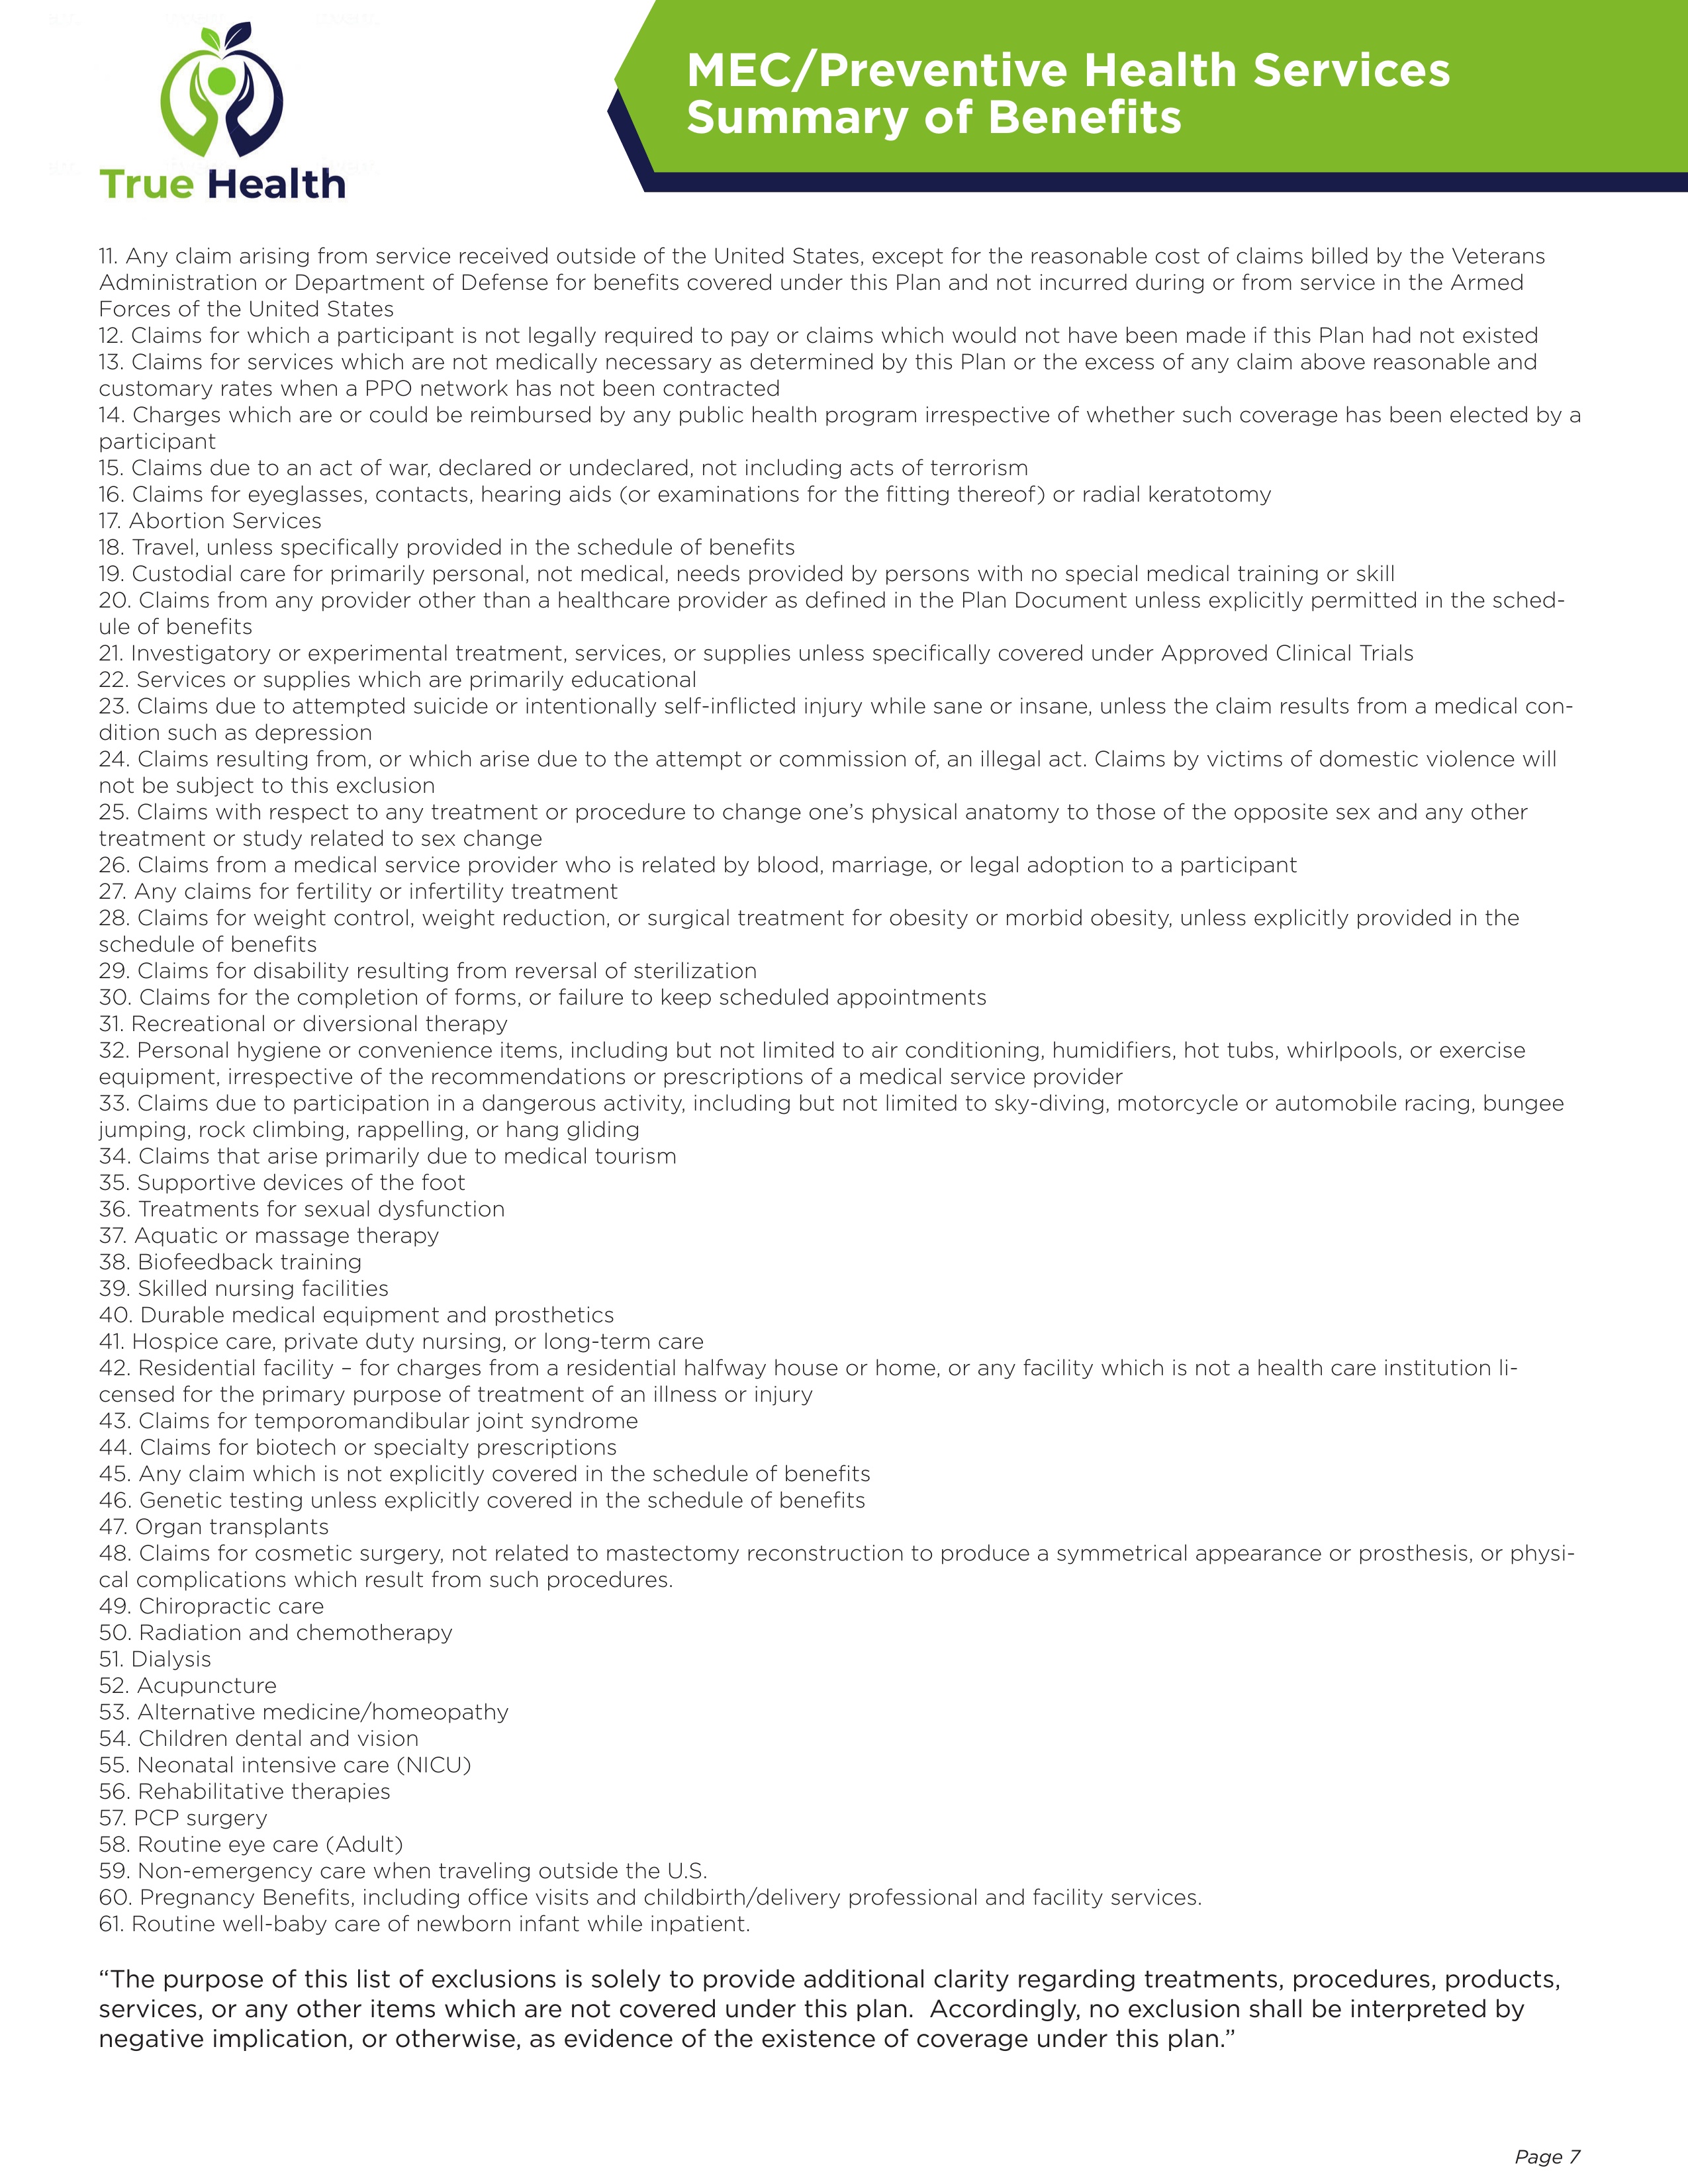 True Health
MEC/Preventive Health Services
Summary of Benefits
11. Any claim arising from service received outside of the United States, except for the reasonable cost of claims billed by the Veterans
Administration or Department of Defense for benefits covered under this Plan and not incurred during or from service in the Armed
Forces of the United States
12. Claims for which a participant is not legally required to pay or claims which would not have been made if this Plan had not existed
13. Claims for services which are not medically necessary as determined by this Plan or the excess of any claim above reasonable and
customary rates when a PPO network has not been contracted
14. Charges which are or could be reimbursed by any public health program irrespective of whether such coverage has been elected by a
participant
15. Claims due to an act of war, declared or undeclared, not including acts of terrorism
16. Claims for eyeglasses, contacts, hearing aids (or examinations for the fitting thereof) or radial keratotomy
17. Abortion Services
18. Travel, unless specifically provided in the schedule of benefits
19. Custodial care for primarily personal, not medical, needs provided by persons with no special medical training or skill
20. Claims from any provider other than a healthcare provider as defined in the Plan Document unless explicitly permitted in the sched-
ule of benefits
21. Investigatory or experimental treatment, services, or supplies unless specifically covered under Approved Clinical Trials
22. Services or supplies which are primarily educational
23. Claims due to attempted suicide or intentionally self-inflicted injury while sane or insane, unless the claim results from a medical con-
dition such as depression
24. Claims resulting from, or which arise due to the attempt or commission of, an illegal act. Claims by victims of domestic violence will
not be subject to this exclusion
25. Claims with respect to any treatment or procedure to change one’s physical anatomy to those of the opposite sex and any other
treatment or study related to sex change
26. Claims from a medical service provider who is related by blood, marriage, or legal adoption to a participant
27. Any claims for fertility or infertility treatment
28. Claims for weight control, weight reduction, or surgical treatment for obesity or morbid obesity, unless explicitly provided in the
schedule of benefits
29. Claims for disability resulting from reversal of sterilization
30. Claims for the completion of forms, or failure to keep scheduled appointments
31. Recreational or diversional therapy
32. Personal hygiene or convenience items, including but not limited to air conditioning, humidifiers, hot tubs, whirlpools, or exercise
equipment, irrespective of the recommendations or prescriptions of a medical service provider
33. Claims due to participation in a dangerous activity, including but not limited to sky-diving, motorcycle or automobile racing, bungee
jumping, rock climbing, rappelling, or hang gliding
34. Claims that arise primarily due to medical tourism
35. Supportive devices of the foot
36. Treatments for sexual dysfunction
37. Aquatic or massage therapy
38. Biofeedback training
39. Skilled nursing facilities
40. Durable medical equipment and prosthetics
41. Hospice care, private duty nursing, or long-term care
42. Residential facility – for charges from a residential halfway house or home, or any facility which is not a health care institution li-
censed for the primary purpose of treatment of an illness or injury
43. Claims for temporomandibular joint syndrome
44. Claims for biotech or specialty prescriptions
45. Any claim which is not explicitly covered in the schedule of benefits
46. Genetic testing unless explicitly covered in the schedule of benefits
47. Organ transplants
48. Claims for cosmetic surgery, not related to mastectomy reconstruction to produce a symmetrical appearance or prosthesis, or physi-
cal complications which result from such procedures.
49. Chiropractic care
50. Radiation and chemotherapy
51. Dialysis
52. Acupuncture
53. Alternative medicine/homeopathy
54. Children dental and vision
55. Neonatal intensive care (NICU)
56. Rehabilitative therapies
57. PCP surgery
58. Routine eye care (Adult)
59. Non-emergency care when traveling outside the U.S.
60. Pregnancy Benefits, including office visits and childbirth/delivery professional and facility services.
61. Routine well-baby care of newborn infant while inpatient.
“The purpose of this list of exclusions is solely to provide additional clarity regarding treatments, procedures, products,
services, or any other items which are not covered under this plan.  Accordingly, no exclusion shall be interpreted by
negative implication, or otherwise, as evidence of the existence of coverage under this plan.”
Page 7